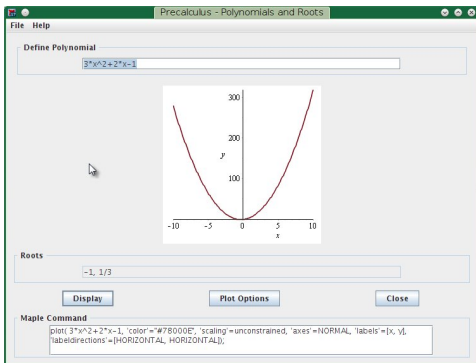 Precalculus - Polynomials and Roots
File Help
Define Polynomial
3*x^2+2*x-1
300
200
y
100
-10 -5 0 5 10
x
Roots
-1, 1/3
Display Plot Options Close
Maple Command
plot( 3*x^2+2*x-1, 'color'="#78000E", 'scaling'=unconstrained, 'axes'=NORMAL, 'labels'=[x, y],
'labeldirections'=[HORIZONTAL, HORIZONTAL]);